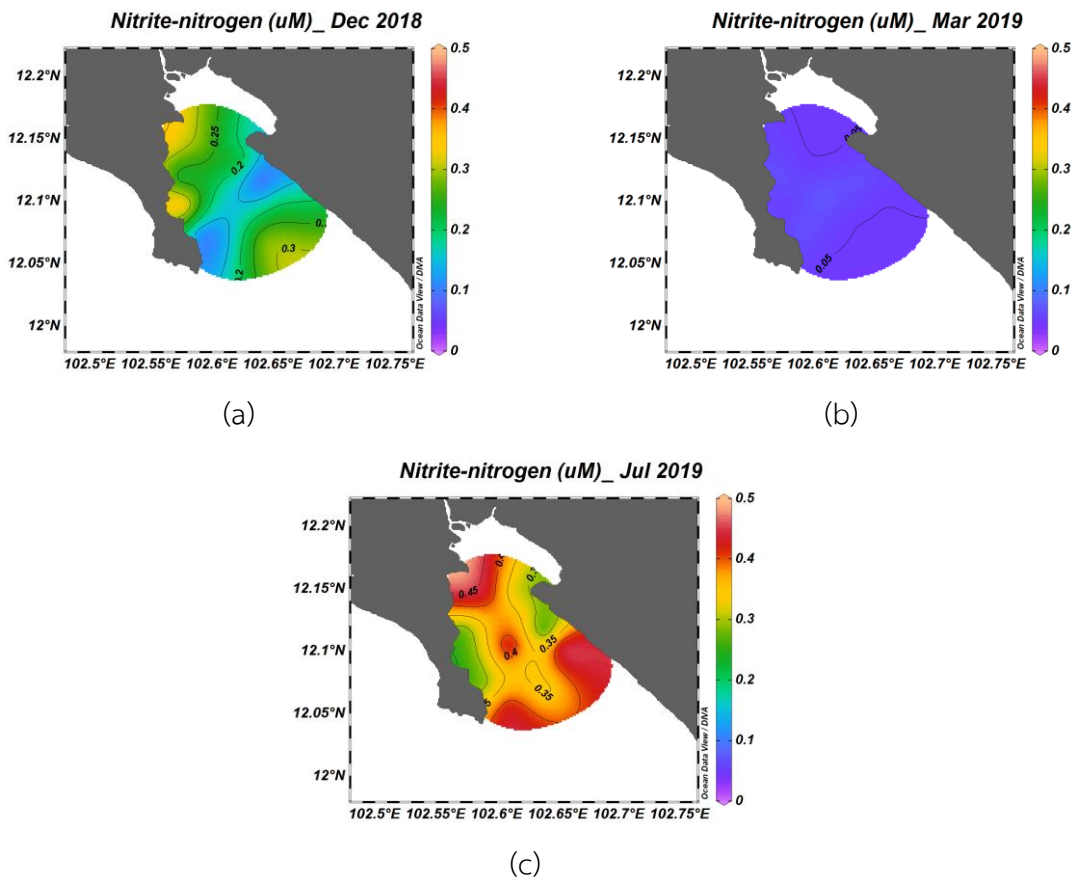 Nitrite-nitrogen (uM)_ Dec 2018
12.2°N
12.15°N
12.1°N
12.05°N
12°N
102.5°E 102.55°E 102.6°E 102.65°E 102.7°E 102.75°E
0.25
0.2
0.3
0.2
0.5
0.4
0.3
0.2
0.1
0
Ocean Data View / DIVA
(a)
Nitrite-nitrogen (uM)_ Mar 2019
12.2°N
12.15°N
12.1°N
12.05°N
12°N
102.5°E 102.55°E 102.6°E 102.65°E 102.7°E 102.75°E
0.05
0.05
0.5
0.4
0.3
0.2
0.1
0
Ocean Data View / DIVA
(b)
Nitrite-nitrogen (uM)_ Jul 2019
12.2°N
12.15°N
12.1°N
12.05°N
12°N
102.5°E 102.55°E 102.6°E 102.65°E 102.7°E 102.75°E
0.45
0.35
0.4
0.35
0.5
0.4
0.3
0.2
0.1
0
Ocean Data View / DIVA
(c)